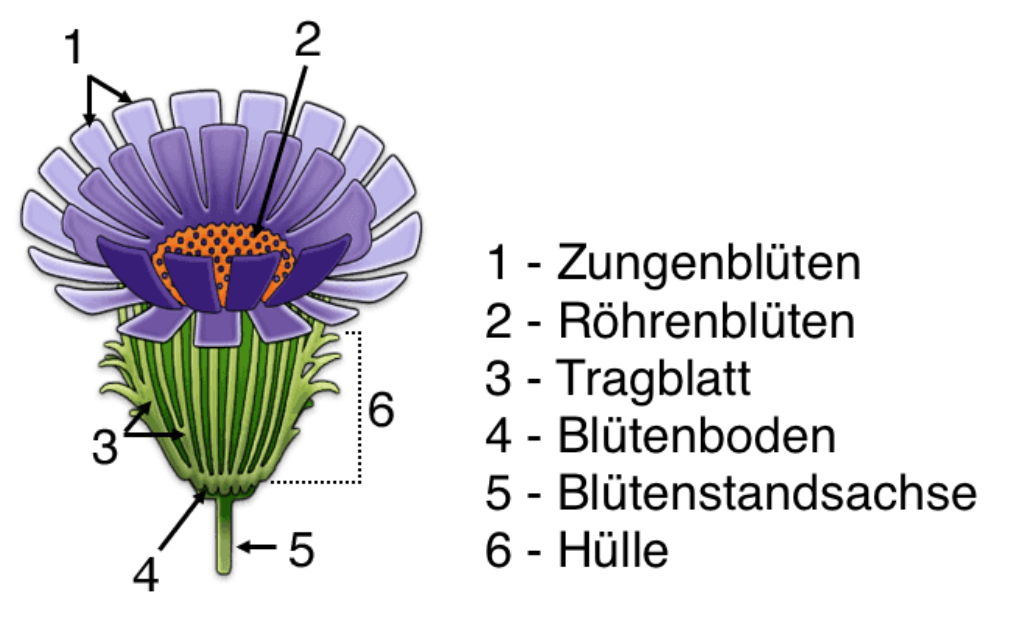 1
2
3
4
5
6
1 - Zungenblüten
2 - Röhrenblüten
3 - Tragblatt
4 - Blütenboden
5 - Blütenstandsachse
6 - Hülle